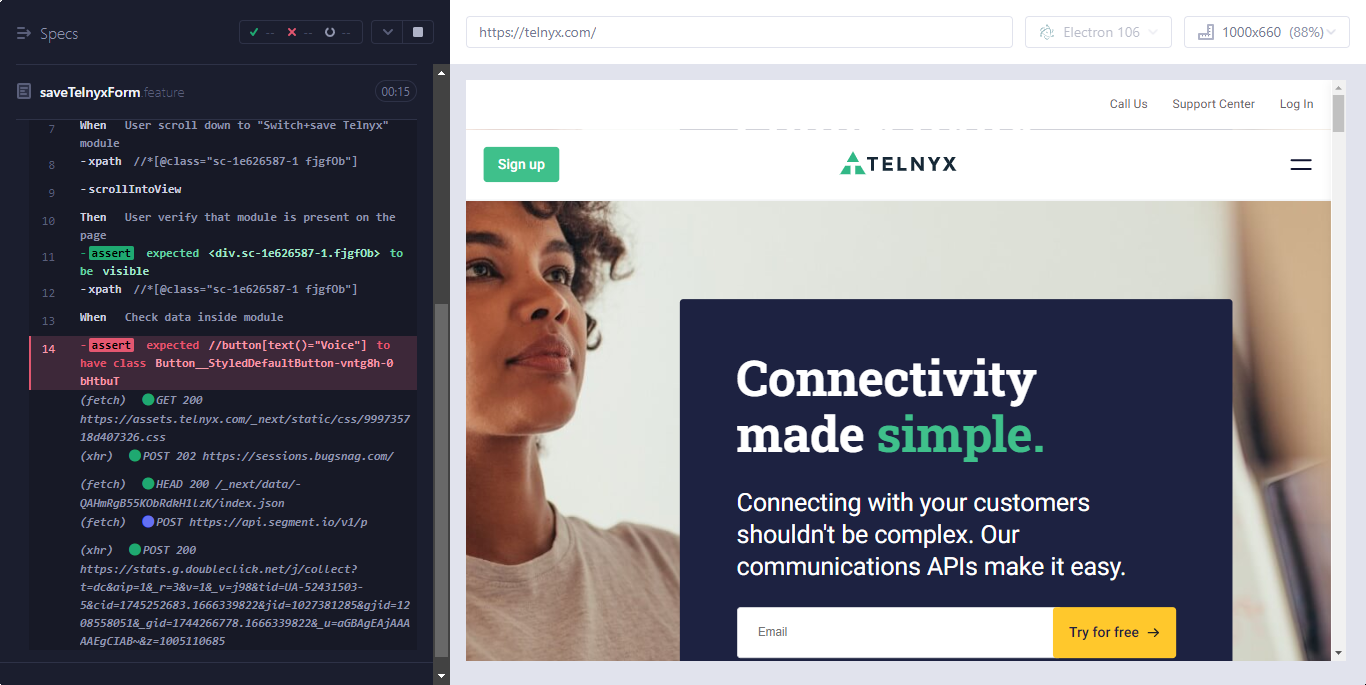 Specs
-- -- --
saveTelnyxForm.feature
00:15
7 When User scroll down to "Switch+save Telnyx"
module
8 -xpath //*[@class="sc-1e626587-1 fjgfOb"]
9 -scrollIntoView
10 Then User verify that module is present on the
page
11 -assert expected <div.sc-1e626587-1.fjgfOb> to
be visible
12 -xpath //*[@class="sc-1e626587-1 fjgfOb"]
13 When Check data inside module
14 -assert expected //button[text()="Voice"] to
have class Button__StyledDefaultButton-vntg8h-0
bHtbuT
(fetch) GET 200
https://assets.telnyx.com/_next/static/css/9997357
18d407326.css
(xhr) POST 202 https://sessions.bugsnag.com/
(fetch) HEAD 200 /_next/data/-
QAHmRgB55KObRdkH1lzK/index.json
(fetch) POST https://api.segment.io/v1/p
(xhr) POST 200
https://stats.g.doubleclick.net/j/collect?
t=dc&aip=1&_r=3&v=1&_v=j98&tid=UA-52431503-
5&cid=1745252683.1666339822&jid=1027381285&gjid=12
08558051&_gid=1744266778.1666339822&_u=aGBAgEAjAAA
AAEgCIAB~&z=1005110685
https://telnyx.com/
Electron 106
1000x660 (88%)
Call Us Support Center Log In
Sign up
TELNYX
Connectivity
made simple.
Connecting with your customers
shouldn't be complex. Our
communications APIs make it easy.
Email
Try for free →